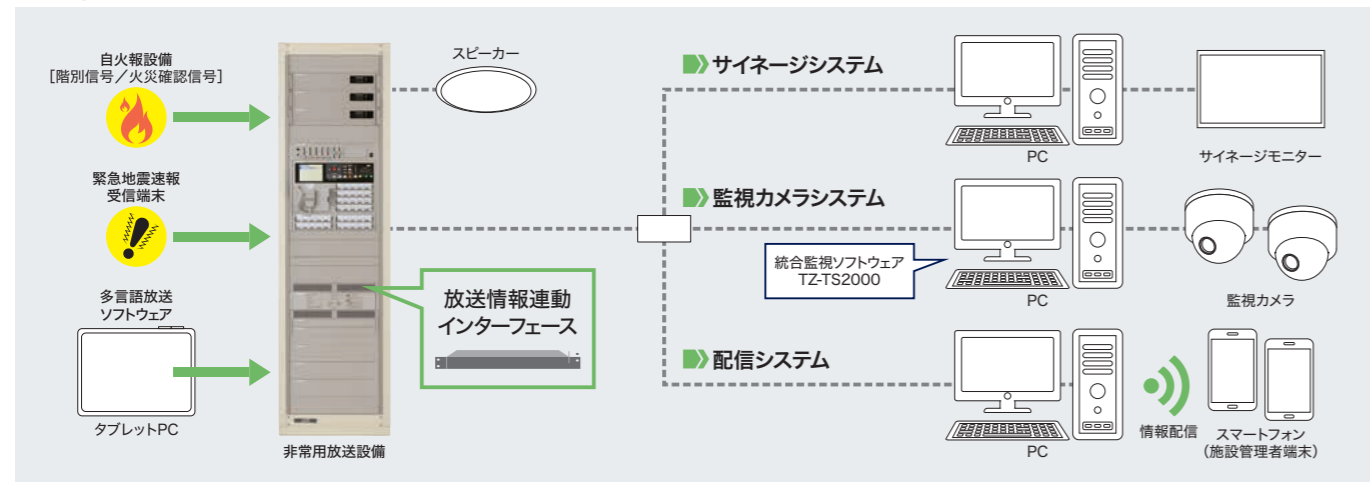 自火報設備
［階別信号／火災確認信号］
緊急地震速報
受信端末
多言語放送
ソフトウェア
タブレットPC
非常用放送設備
スピーカー
放送情報連動
インターフェース
サイネージシステム
PC
サイネージモニター
監視カメラシステム
統合監視ソフトウェア
TZ-TS2000
PC
監視カメラ
配信システム
PC
情報配信
スマートフォン
（施設管理者端末）